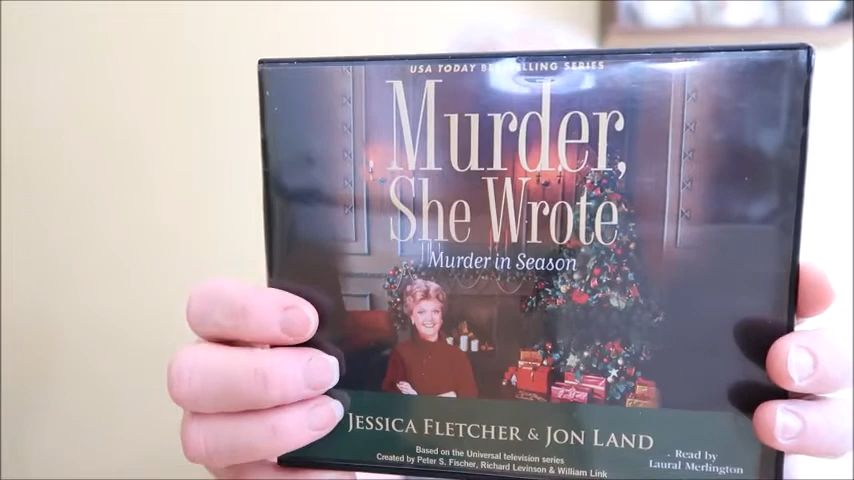 USA TODAY BESTSELLING SERIES
Murder,
She Wrote
Murder in Season
JESSICA FLETCHER & JON LAND
Based on the Universal television series
Created by Peter S. Fischer, Richard Levinson & William Link
Read by
Laural Merlington